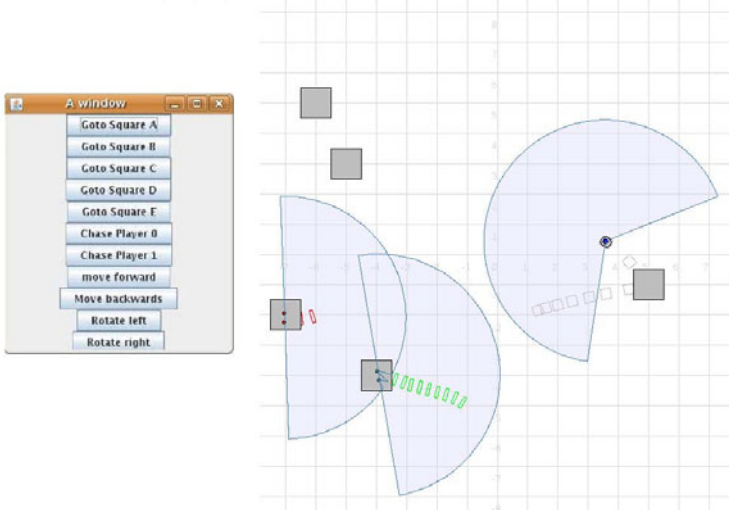 A window
Goto Square A
Goto Square B
Goto Square C
Goto Square D
Goto Square E
Chase Player 0
Chase Player 1
move forward
Move backwards
Rotate left
Rotate right